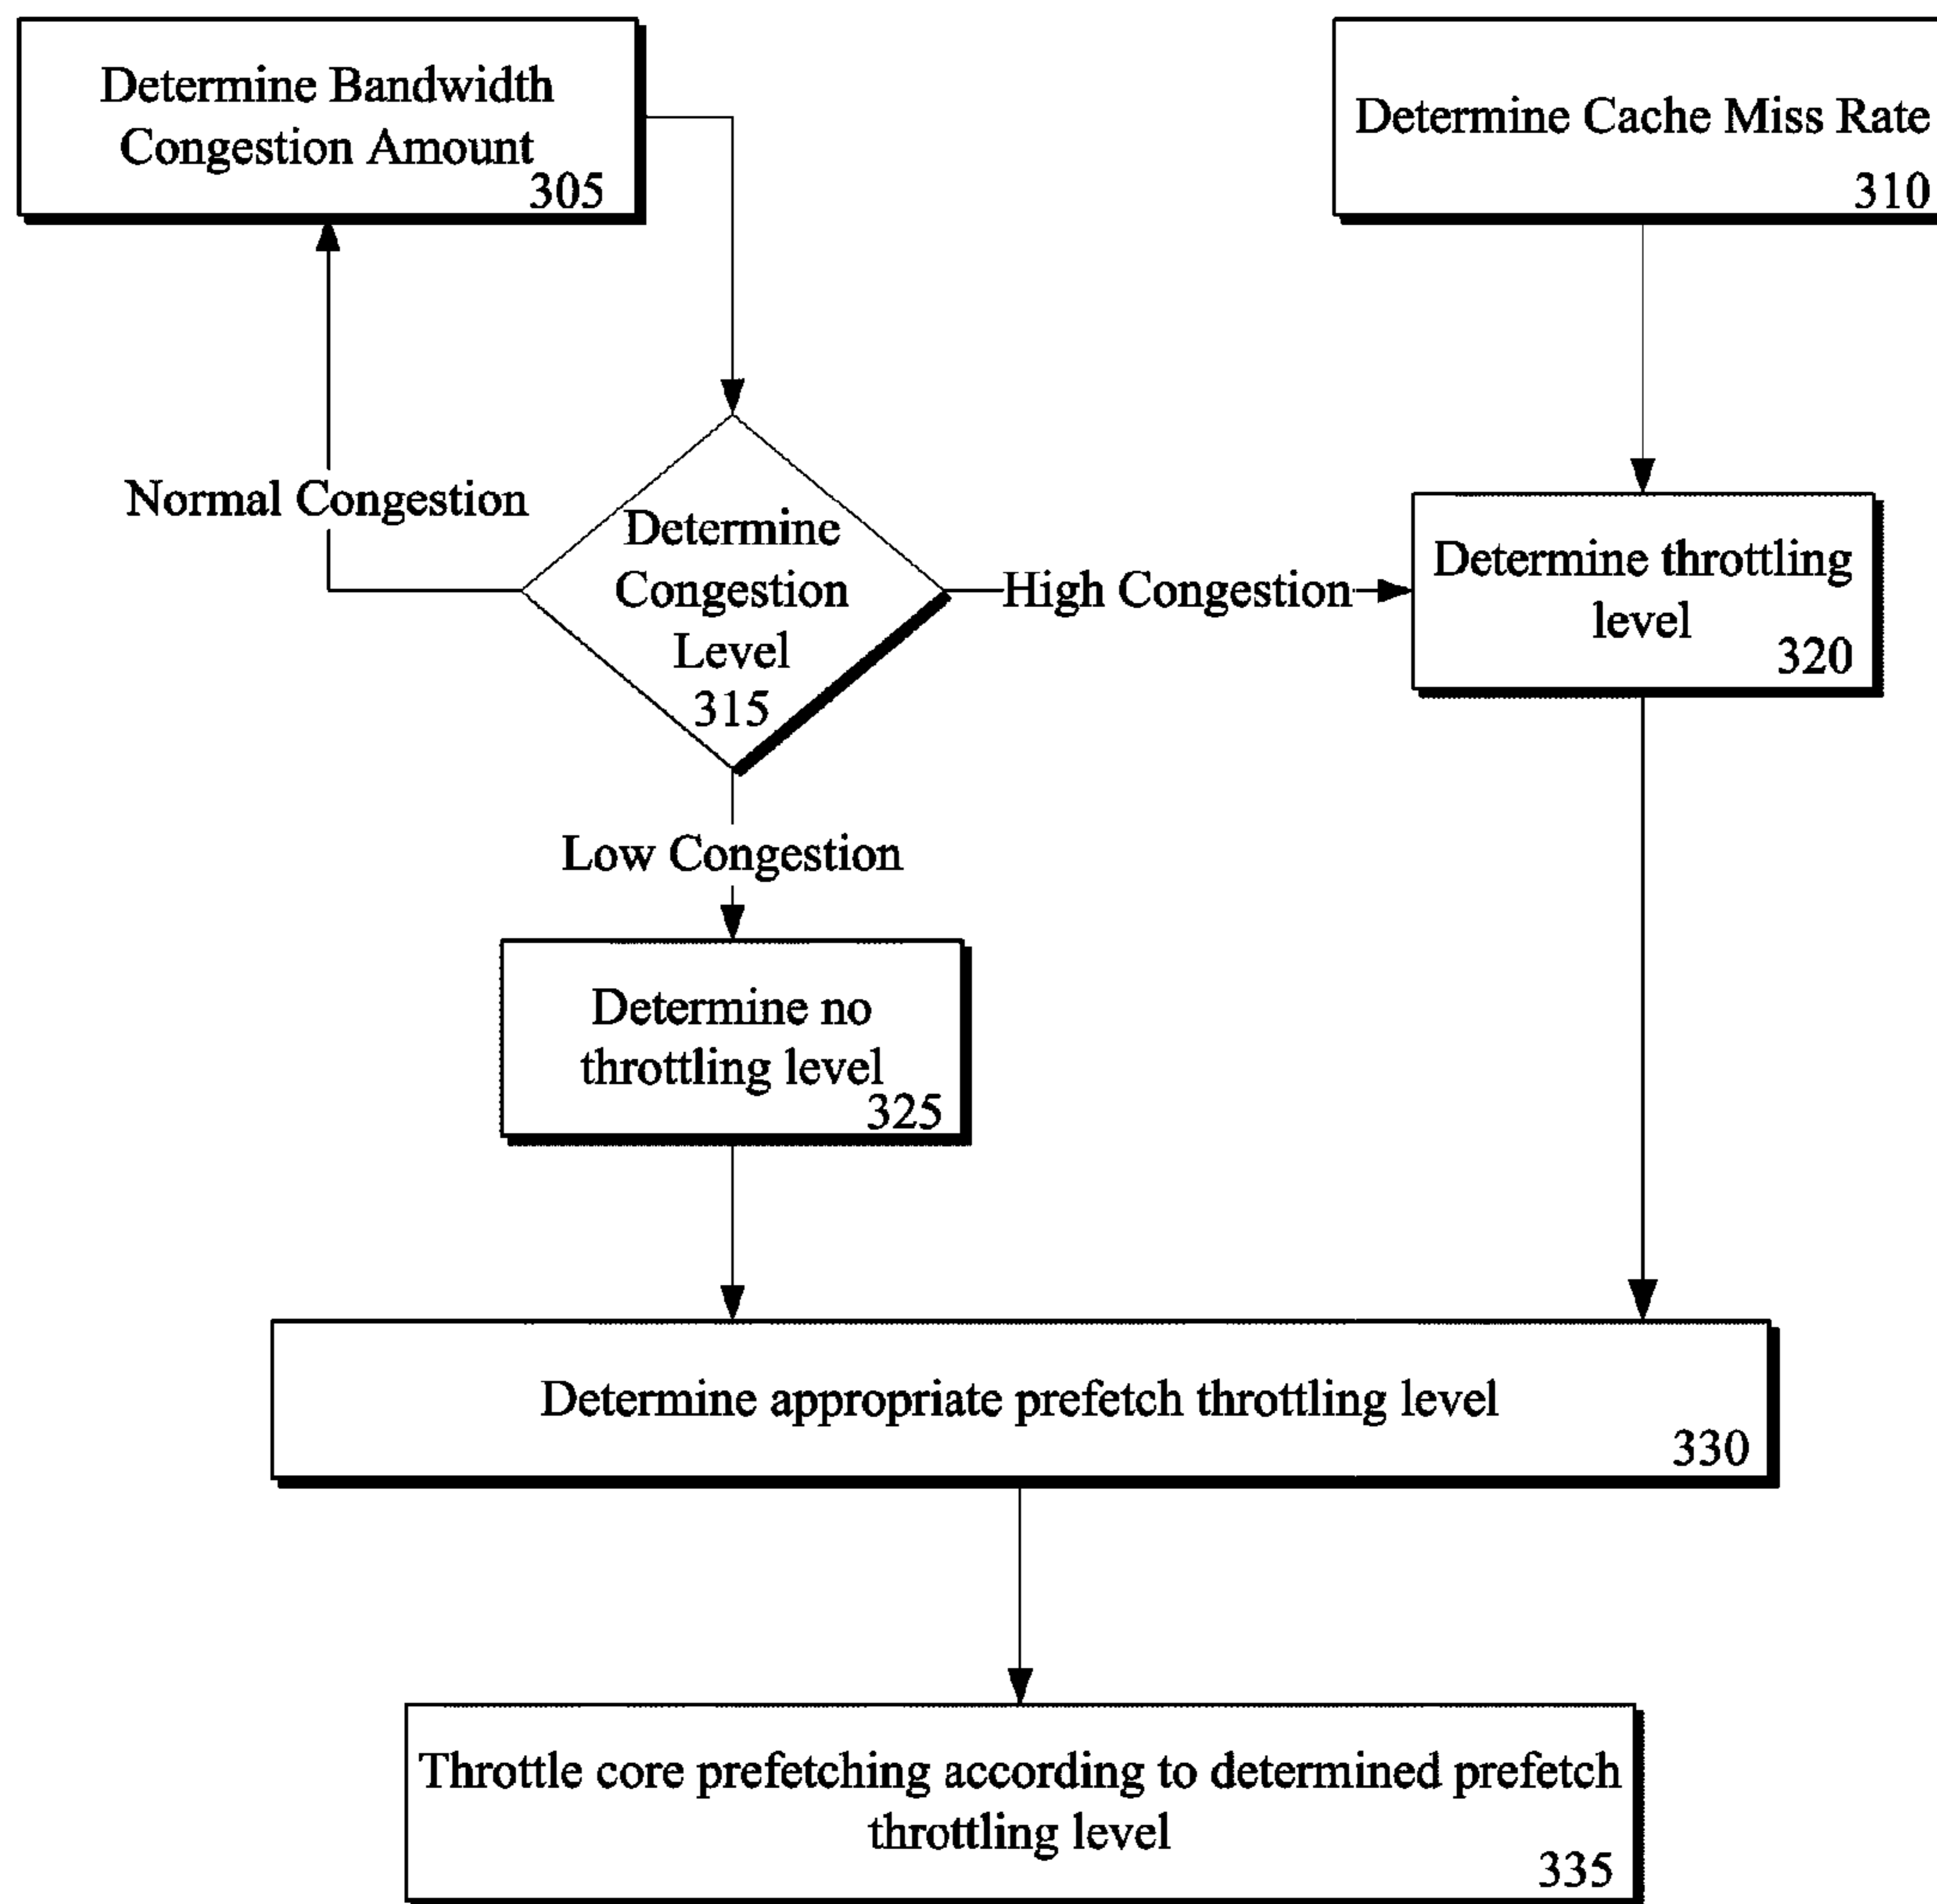 Determine Bandwidth
Congestion Amount
305
Determine Cache Miss Rate
310
Normal Congestion
Determine
Congestion
Level
315
High Congestion
Determine throttling
level
320
Low Congestion
Determine no
throttling level
325
Determine appropriate prefetch throttling level
330
Throttle core prefetching according to determined prefetch
throttling level
335